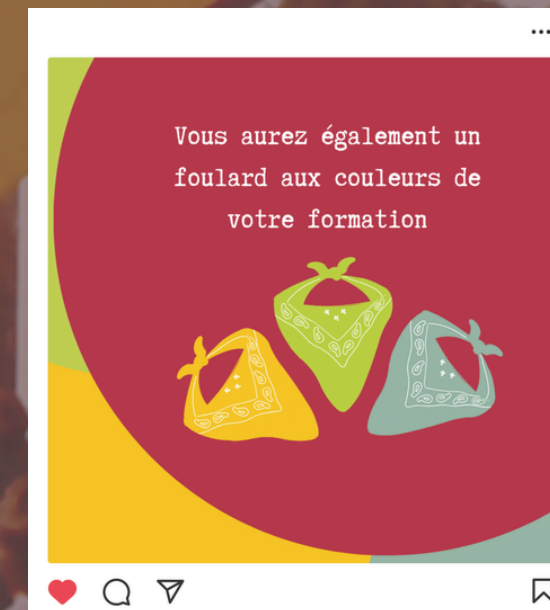 Vous aurez également un
foulard aux couleurs de
votre formation